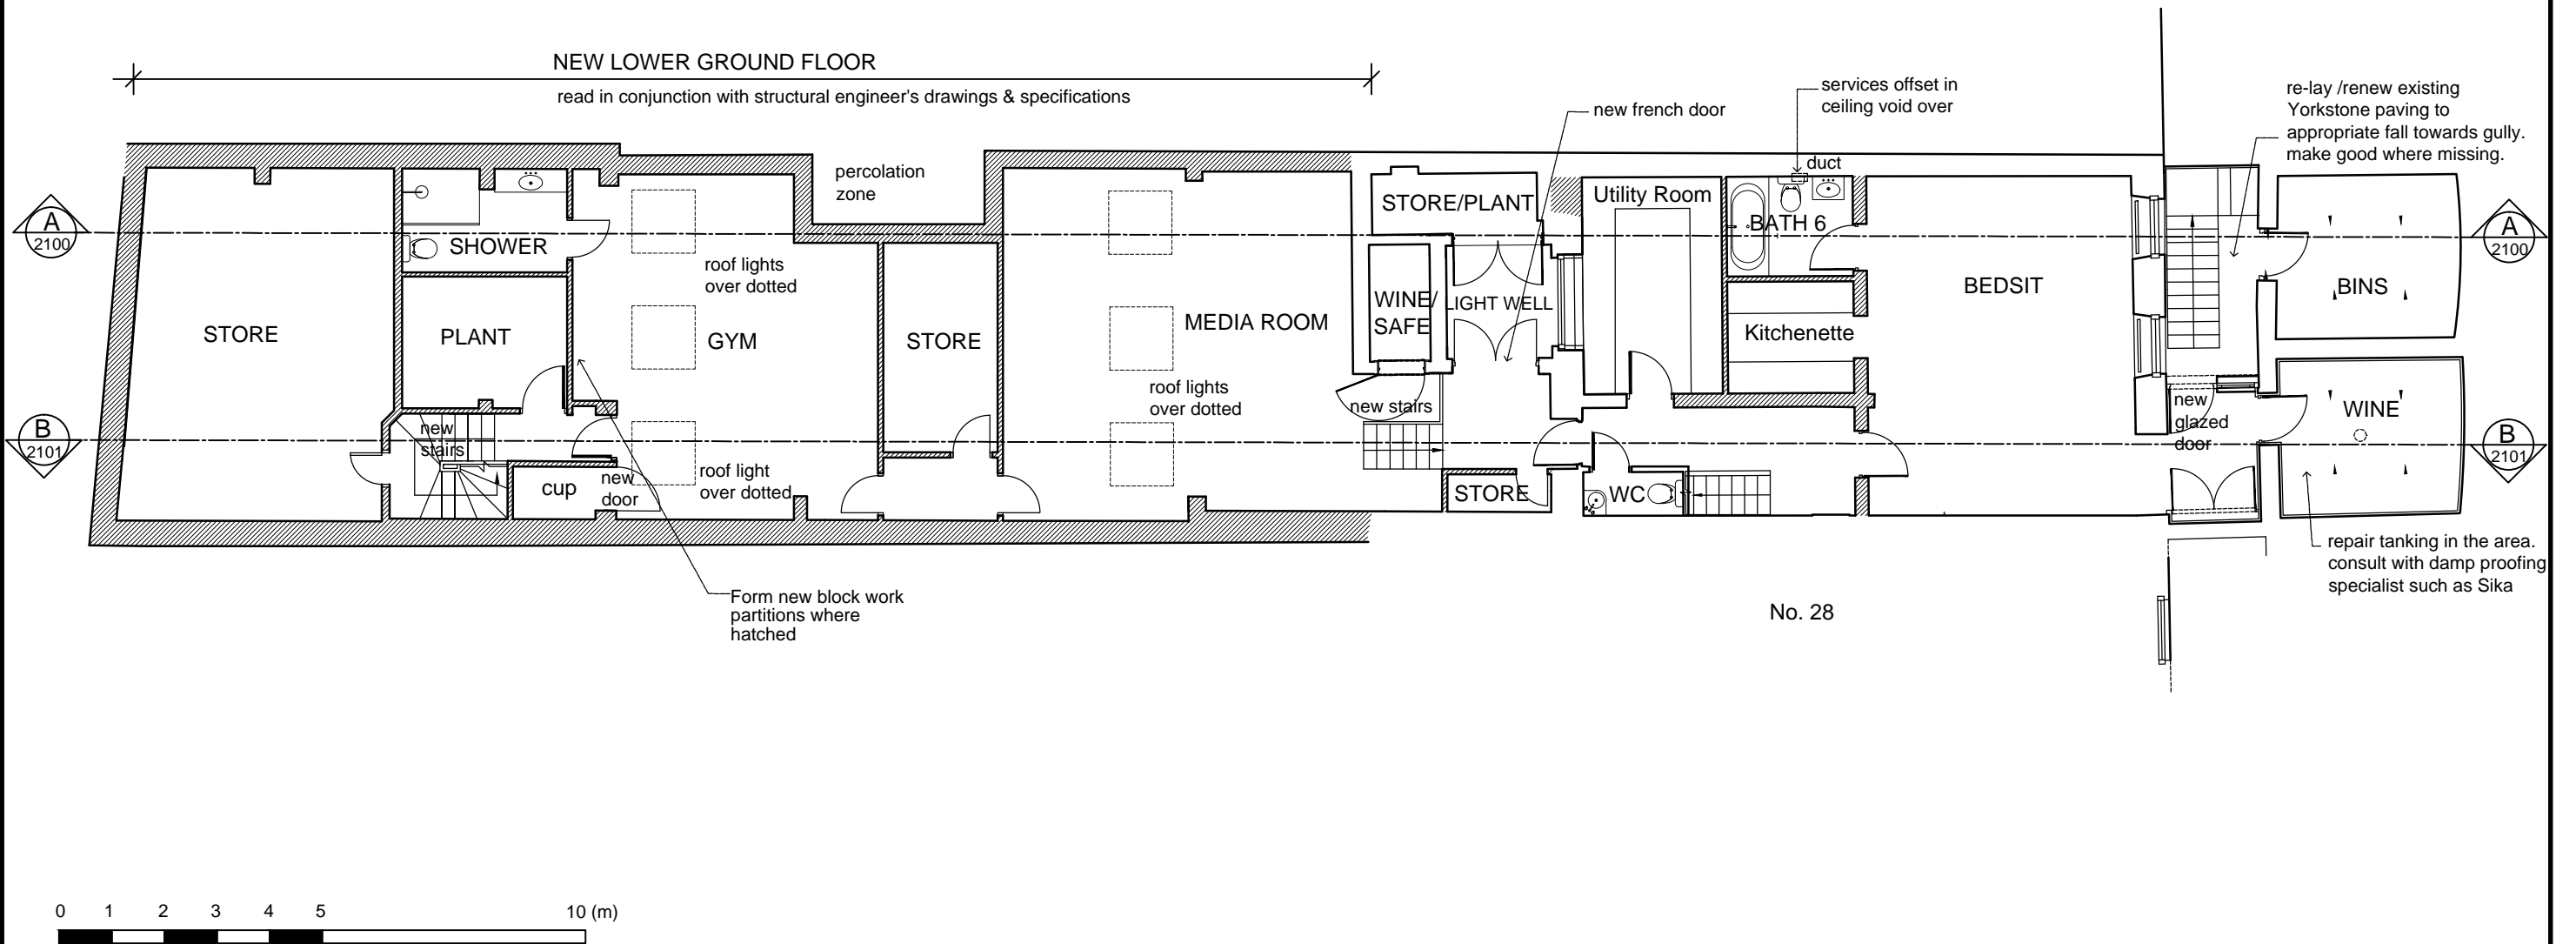 NEW LOWER GROUND FLOOR
read in conjunction with structural engineer's drawings & specifications
services offset in
ceiling void over
new french door
re-lay /renew existing
Yorkstone paving to
appropriate fall towards gully.
make good where missing.
percolation
zone
duct
A
2100
STORE
SHOWER
PLANT
roof lights
over dotted
GYM
STORE
MEDIA ROOM
roof lights
over dotted
STORE/PLANT
WINE/
SAFE
LIGHT WELL
Utility Room
BATH 6
Kitchenette
BEDSIT
BINS
A
2100
B
2101
new
stairs
cup
new
door
roof light
over dotted
new stairs
STORE
WC
new
glazed
door
WINE
B
2101
repair tanking in the area.
consult with damp proofing
specialist such as Sika
Form new block work
partitions where
hatched
No. 28
0 1 2 3 4 5 10 (m)